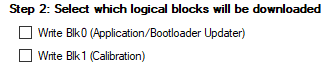 Step 2: Select which logical blocks will be downloaded
Write Blk0 (Application/Bootloader Updater)
Write Blk1 (Calibration)